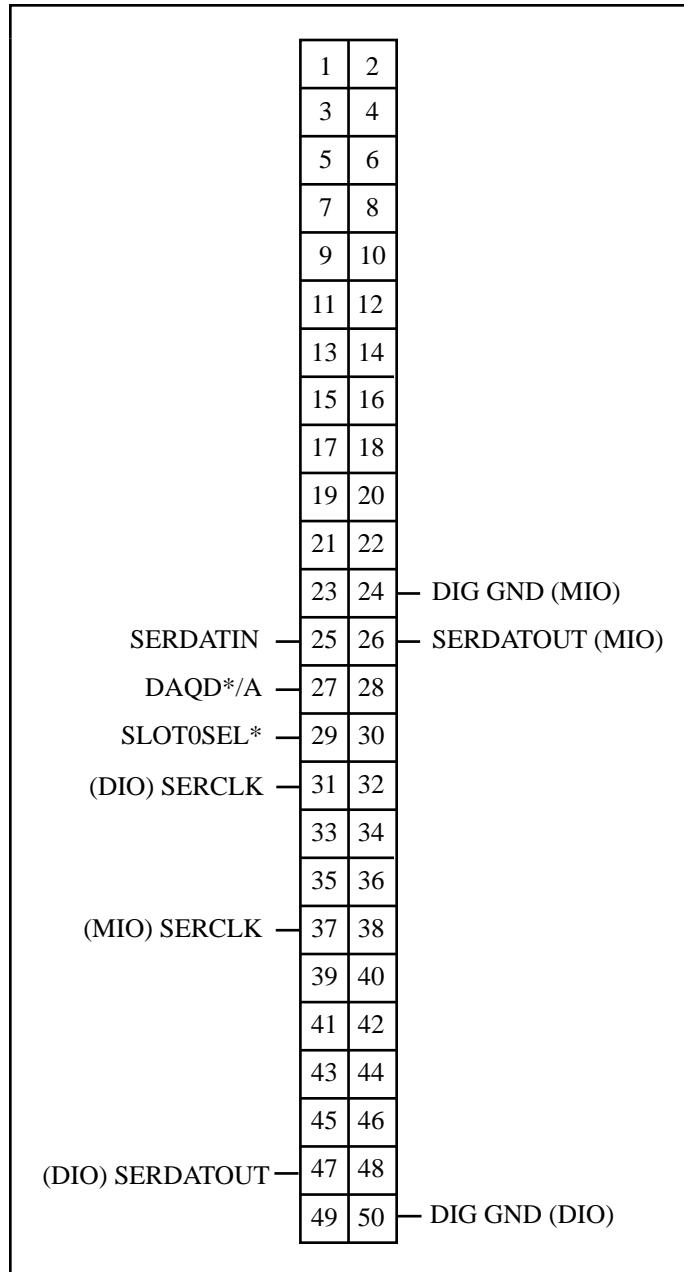 1 2
3 4
5 6
7 8
9 10
11 12
13 14
15 16
17 18
19 20
21 22
23 24 DIG GND (MIO)
SERDATIN 25 26 SERDATOUT (MIO)
DAQD*/A 27 28
SLOT0SEL* 29 30
(DIO) SERCLK 31 32
33 34
35 36
(MIO) SERCLK 37 38
39 40
41 42
43 44
45 46
(DIO) SERDATOUT 47 48
49 50 DIG GND (DIO)